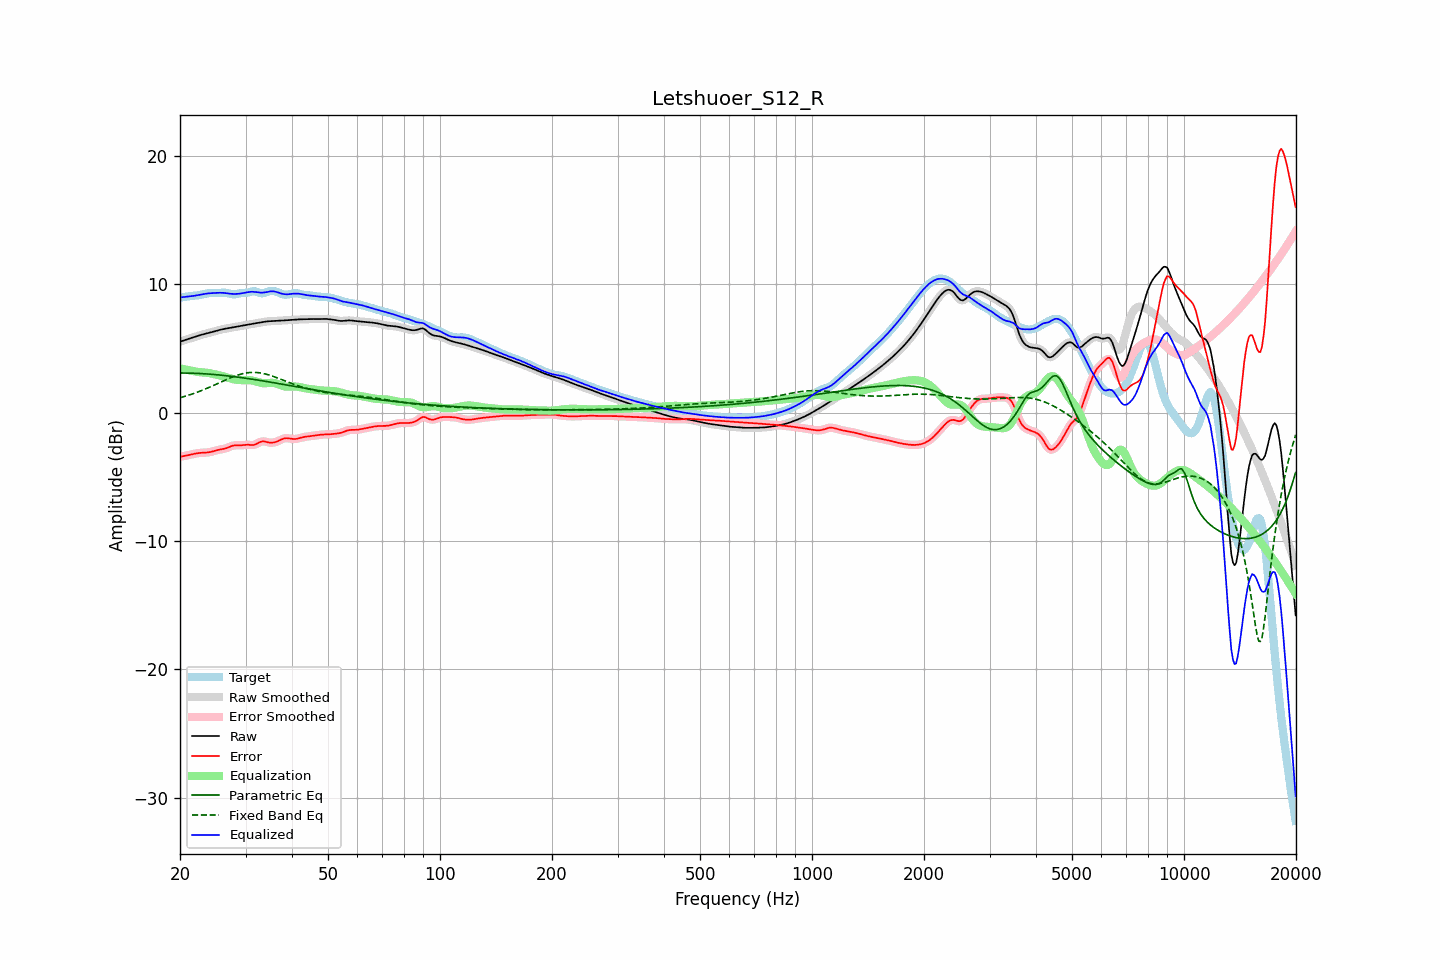 Letshuoer_S12_R
Amplitude (dBr)
20
10
0
−10
−20
−30
Target
Raw Smoothed
Error Smoothed
Raw
Error
Equalization
Parametric Eq
Fixed Band Eq
Equalized
20 50 100 200 500 1000 2000 5000 10000 20000
Frequency (Hz)